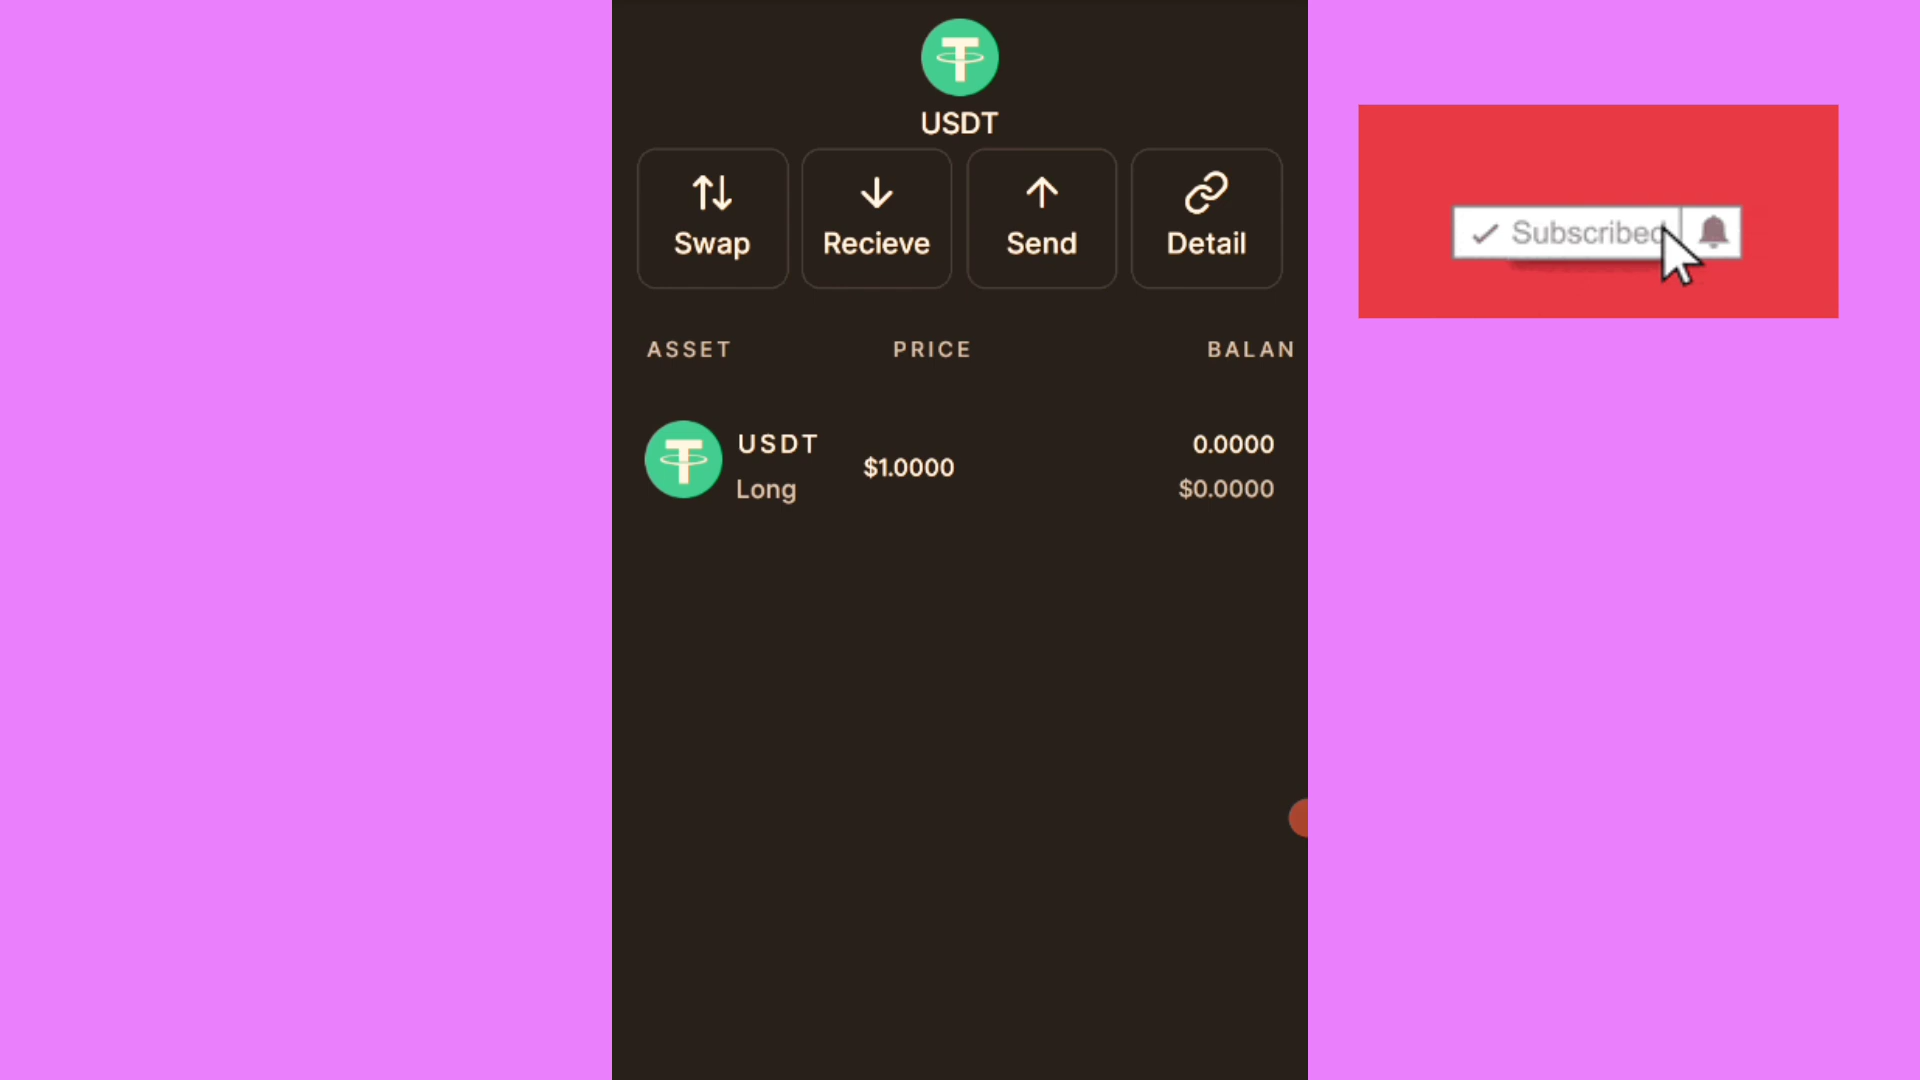 USDT
Swap
Recieve
Send
Detail
Subscribed
ASSET PRICE BALAN
USDT
Long
$1.0000
0.0000
$0.0000